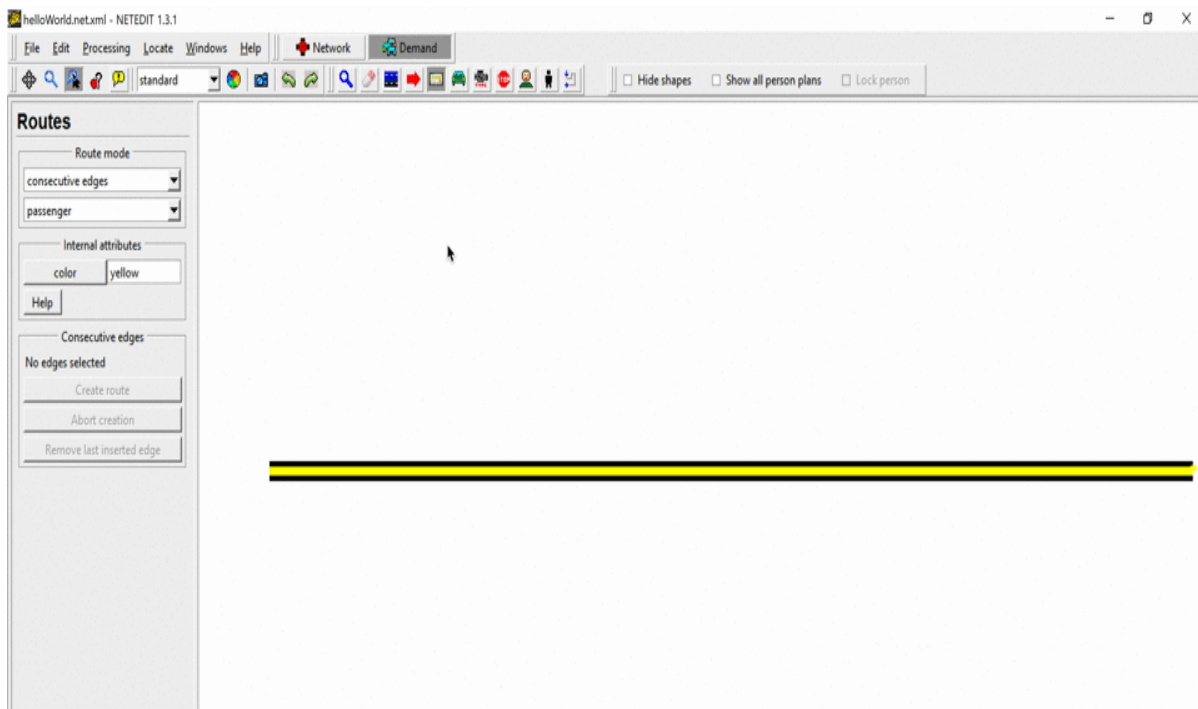 helloWorld.net.xml - NETEDIT 1.3.1
File Edit Processing Locate Windows Help Network Demand
standard Hide shapes Show all person plans Lock person
Routes
Route mode
consecutive edges
passenger
Internal attributes
color yellow
Help
Consecutive edges
No edges selected
Create route
Abort creation
Remove last inserted edge